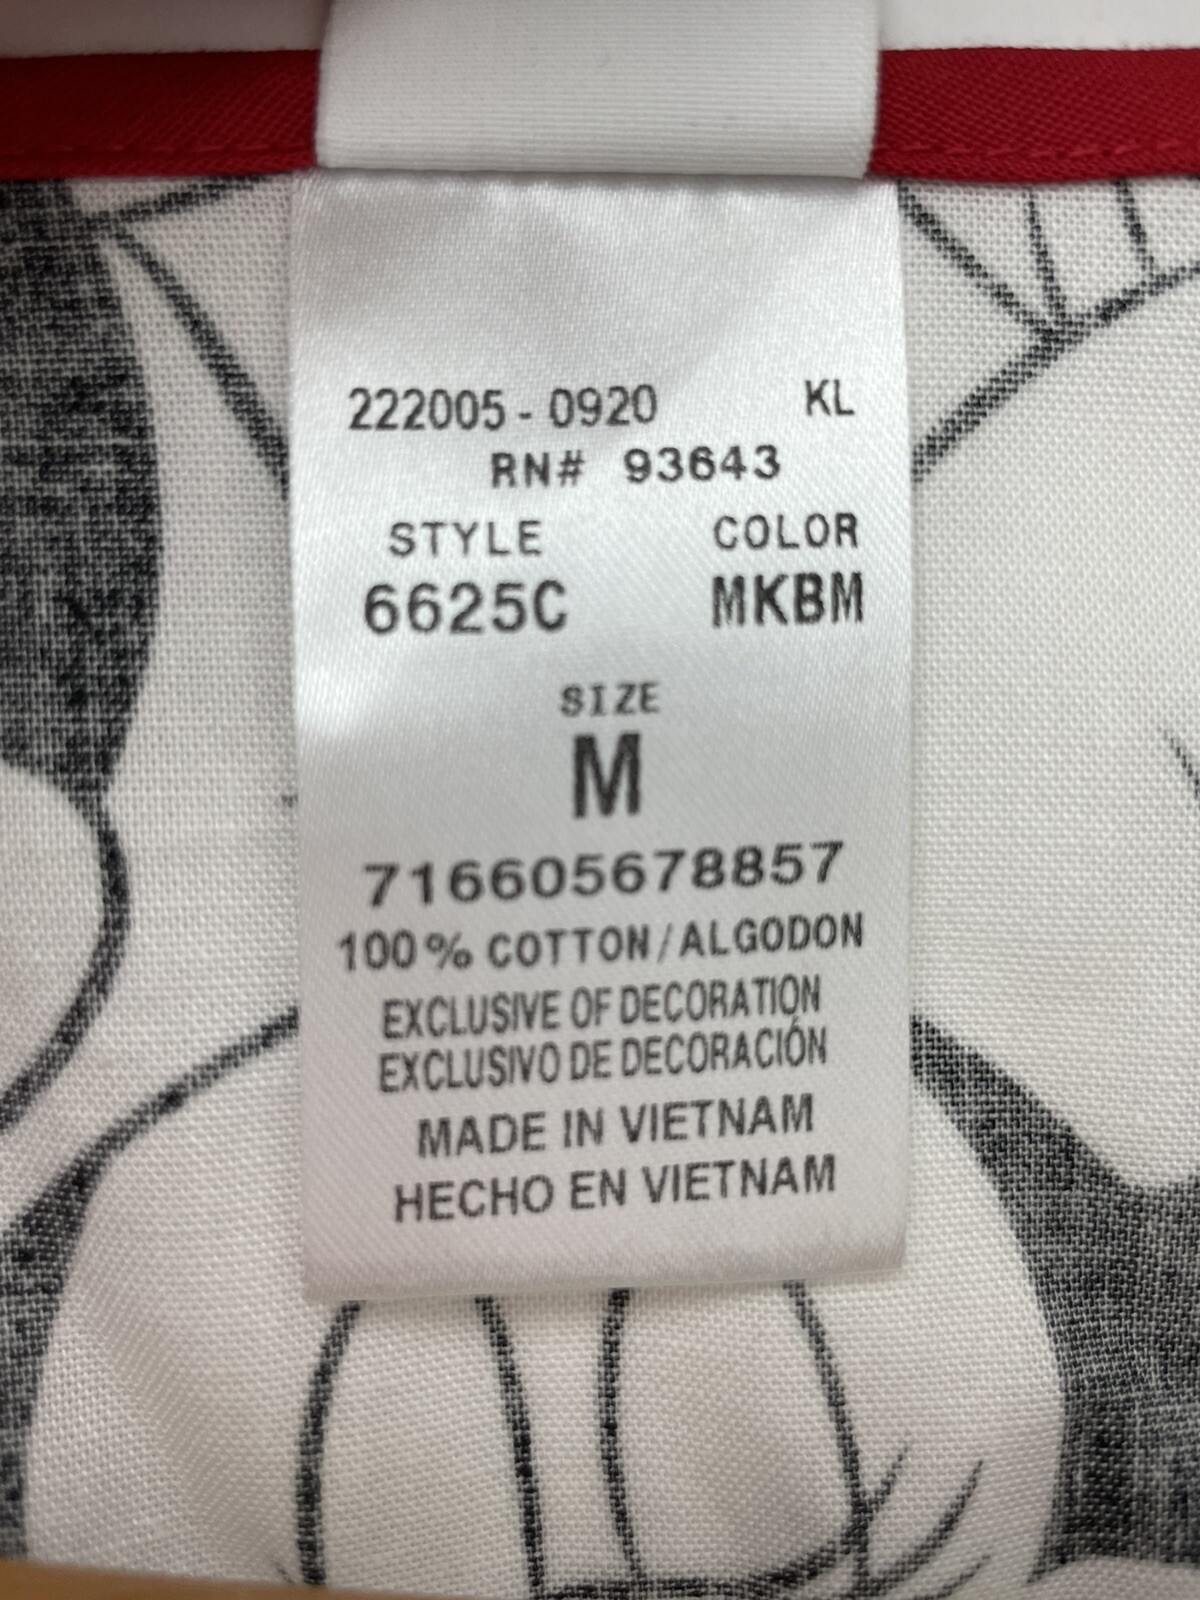 222005 - 0920 KL
RN# 93643
STYLE COLOR
6625C MKBM
SIZE
M
716605678857
100% COTTON/ALGODON
EXCLUSIVE OF DECORATION
EXCLUSIVO DE DECORACIÓN
MADE IN VIETNAM
HECHO EN VIETNAM